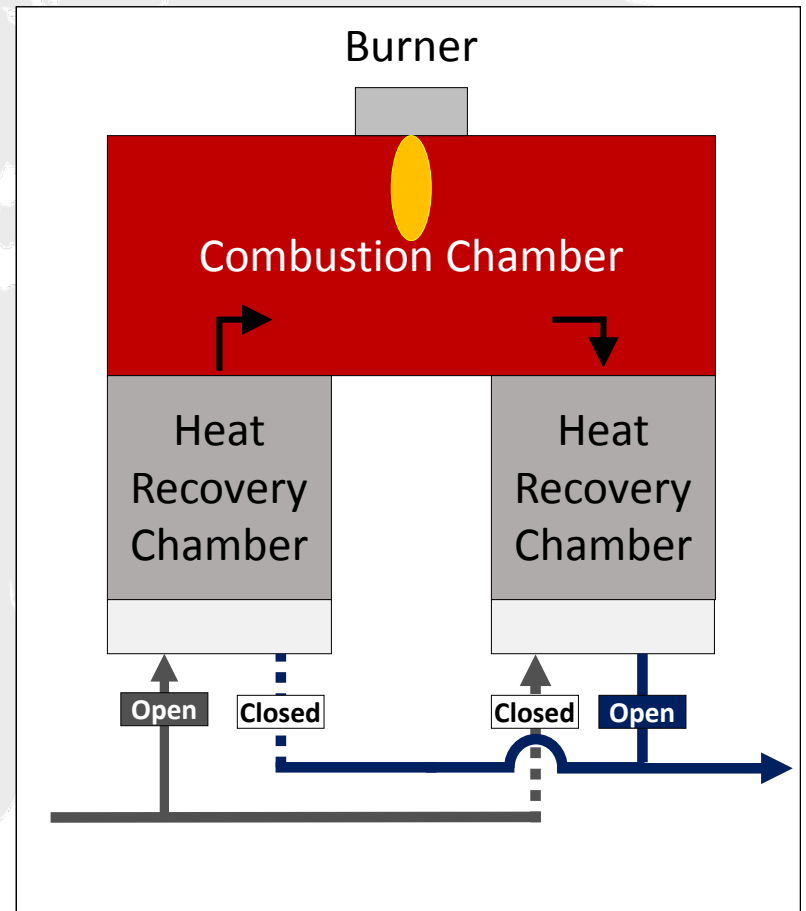 Burner
Combustion Chamber
Heat
Recovery
Chamber
Heat
Recovery
Chamber
Open
Closed
Closed
Open